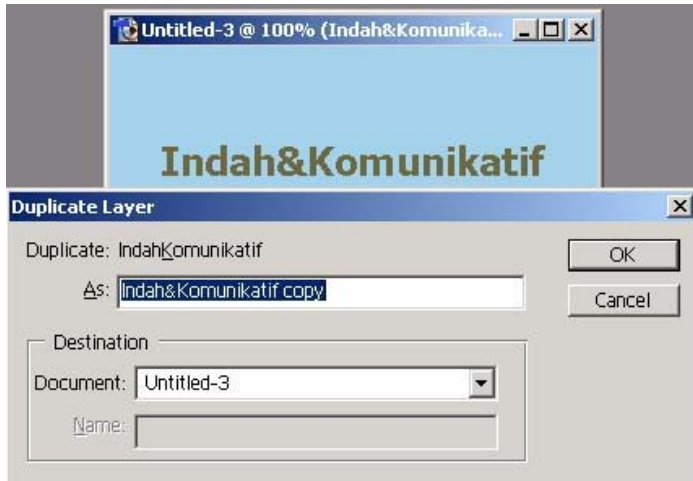 Untitled-3 @ 100% (Indah&Komunika...
Indah&Komunikatif
Duplicate Layer
Duplicate: IndahKomunikatif
OK
As: Indah&Komunikatif copy
Cancel
Destination
Document: Untitled-3
Name: